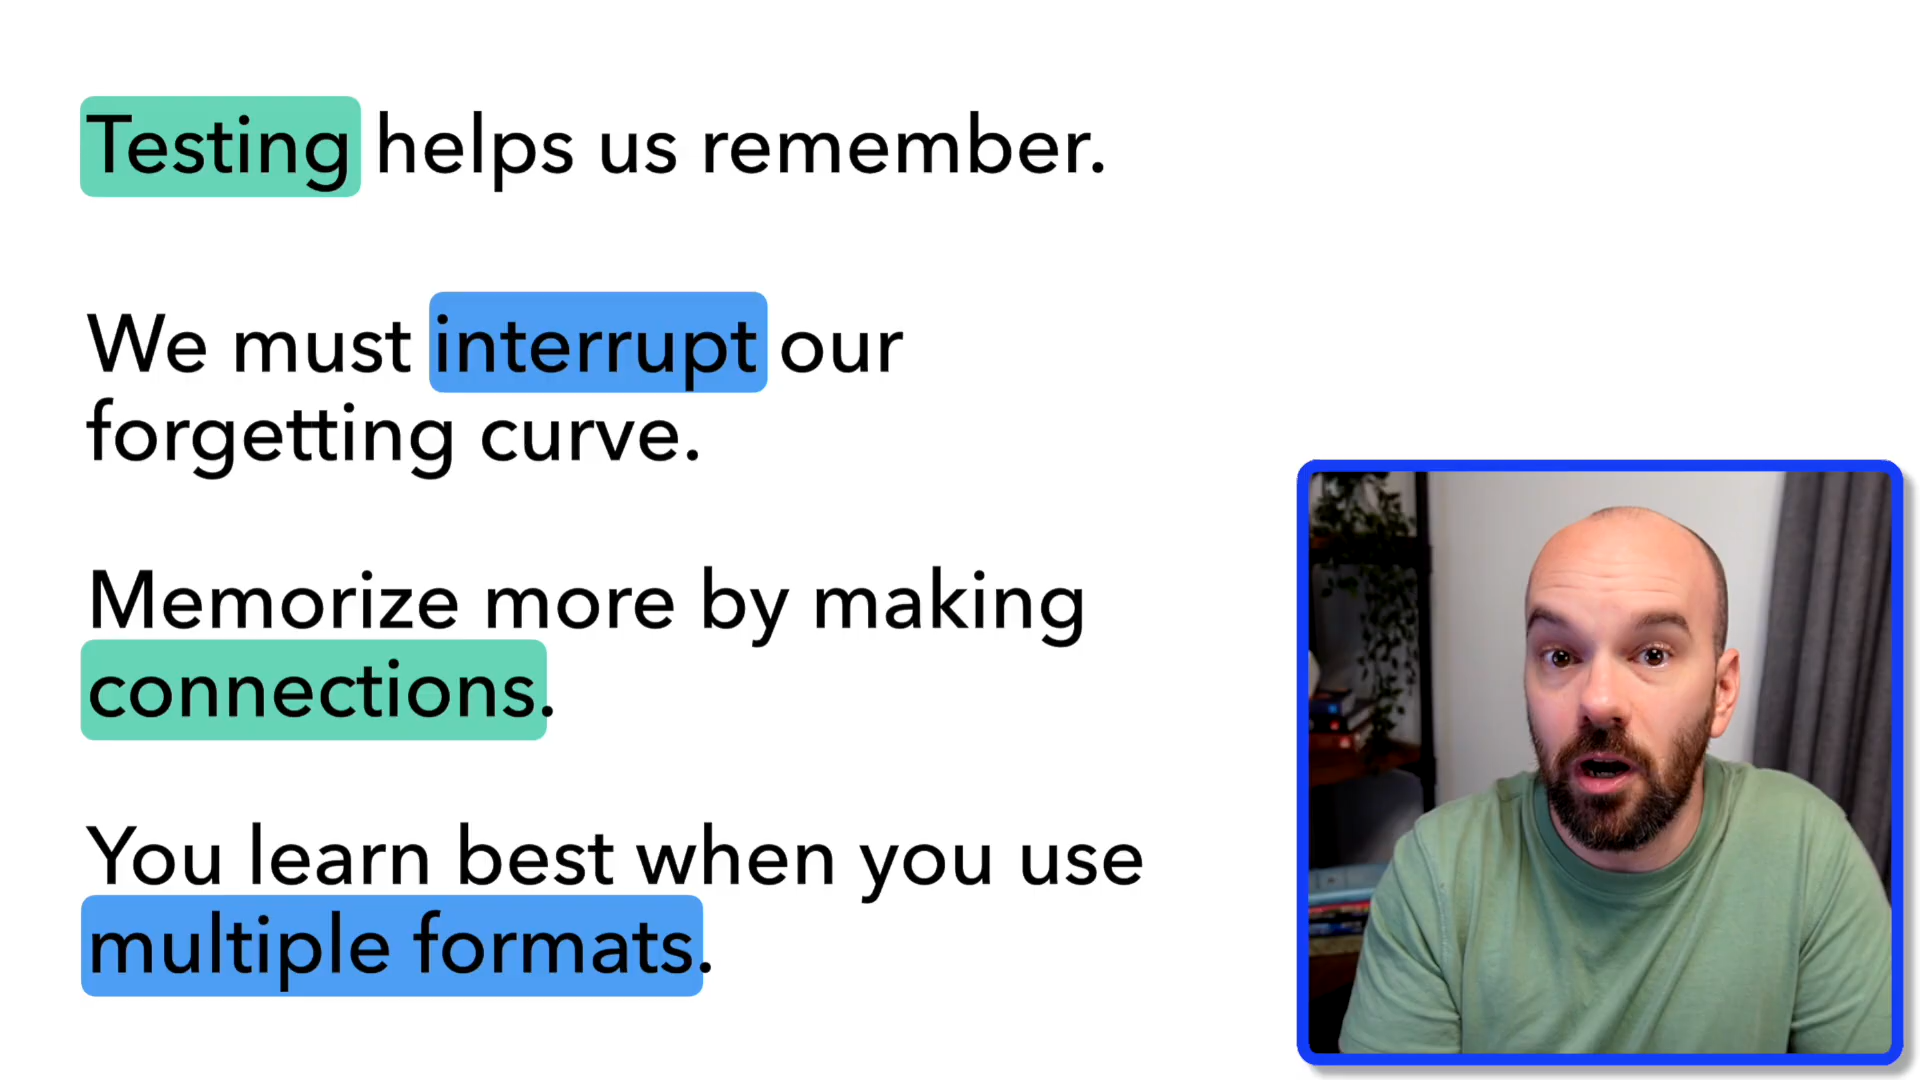 Testing helps us remember.
We must interrupt our
forgetting curve.
Memorize more by making
connections.
You learn best when you use
multiple formats.